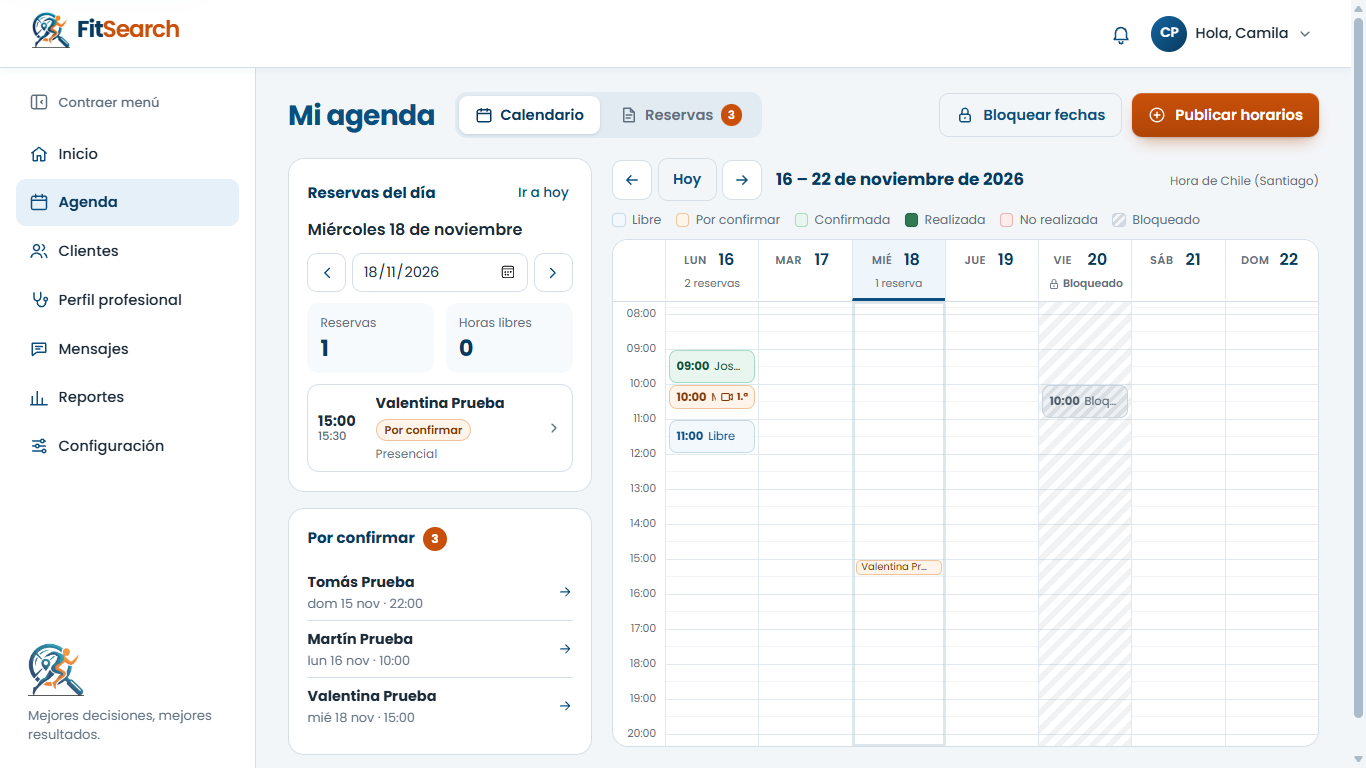 FitSearch
CP Hola, Camila
Contraer menú
Inicio
Agenda
Clientes
Perfil profesional
Mensajes
Reportes
Configuración
Mejores decisiones, mejores
resultados.
Mi agenda
Calendario
Reservas 3
Bloquear fechas
Publicar horarios
Reservas del día
Ir a hoy
Miércoles 18 de noviembre
18/11/2026
Reservas
1
Horas libres
0
15:00
15:30
Valentina Prueba
Por confirmar
Presencial
Por confirmar 3
Tomás Prueba
dom 15 nov · 22:00
Martín Prueba
lun 16 nov · 10:00
Valentina Prueba
mié 18 nov · 15:00
Hoy
16 – 22 de noviembre de 2026
Hora de Chile (Santiago)
Libre
Por confirmar
Confirmada
Realizada
No realizada
Bloqueado
LUN 16
2 reservas
MAR 17
MIÉ 18
1 reserva
JUE 19
VIE 20
Bloqueado
SÁB 21
DOM 22
08:00
09:00
10:00
11:00
12:00
13:00
14:00
15:00
16:00
17:00
18:00
19:00
20:00
09:00 Jos...
10:00 1.ª
11:00 Libre
Valentina Pr...
10:00 Bloq...